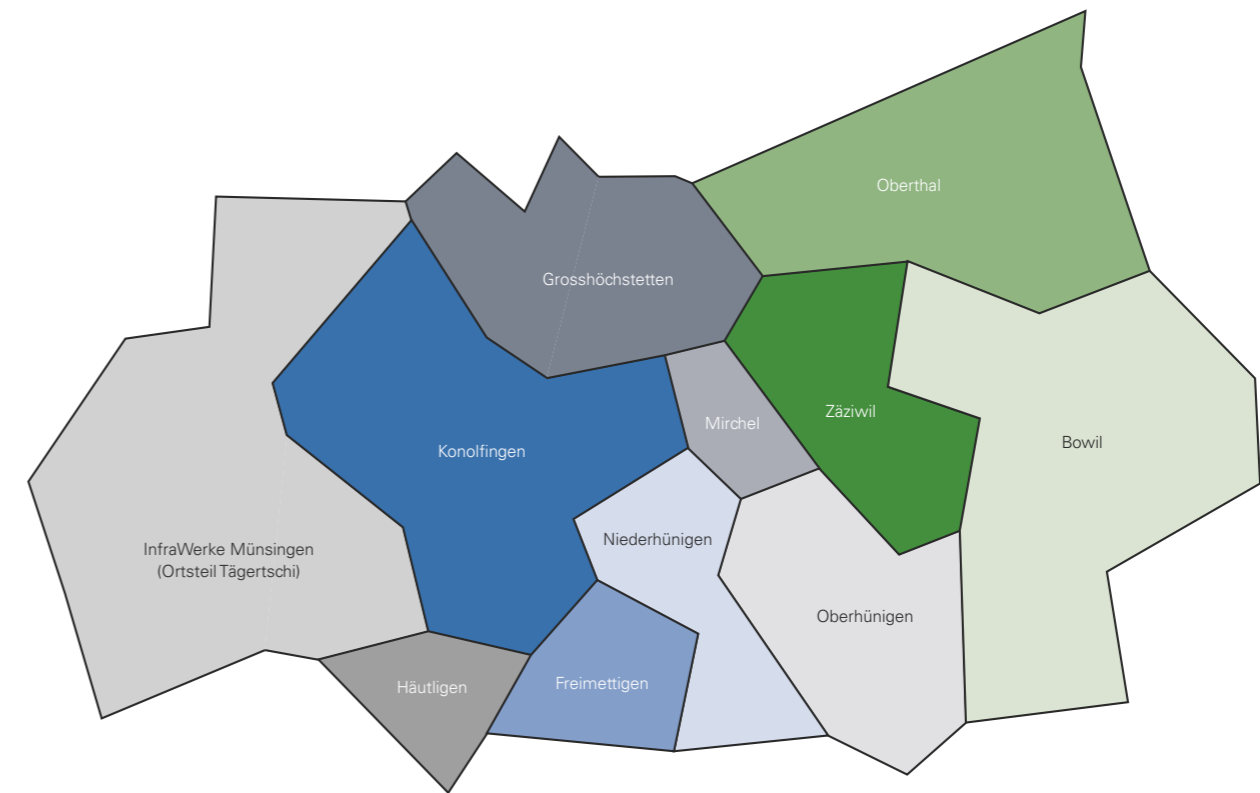 Oberthal
Grosshöchstetten
Mirchel
Zäziwil
Bowil
Konolfingen
Niederhünigen
InfraWerke Münsingen
(Ortsteil Tägertschi)
Oberhünigen
Häutligen
Freimettigen